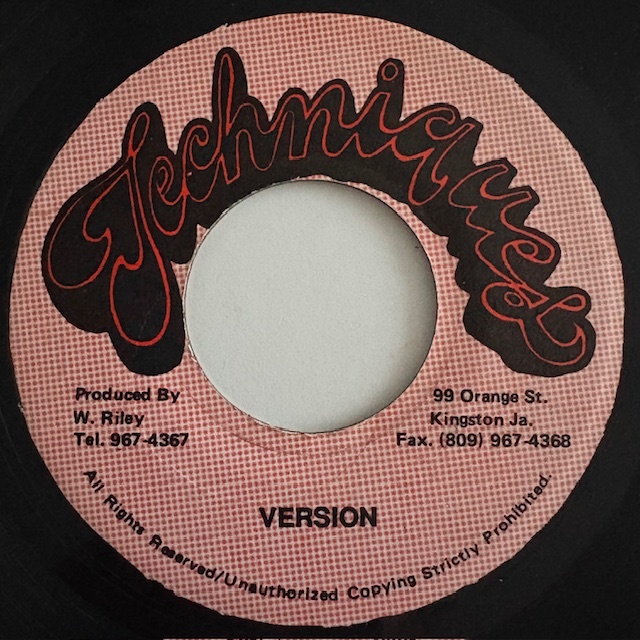 Techniques
Produced By
W. Riley
Tel. 967-4367
99 Orange St.
Kingston Ja.
Fax. (809) 967-4368
VERSION
All Rights Reserved/Unauthorized Copying Strictly Prohibited.